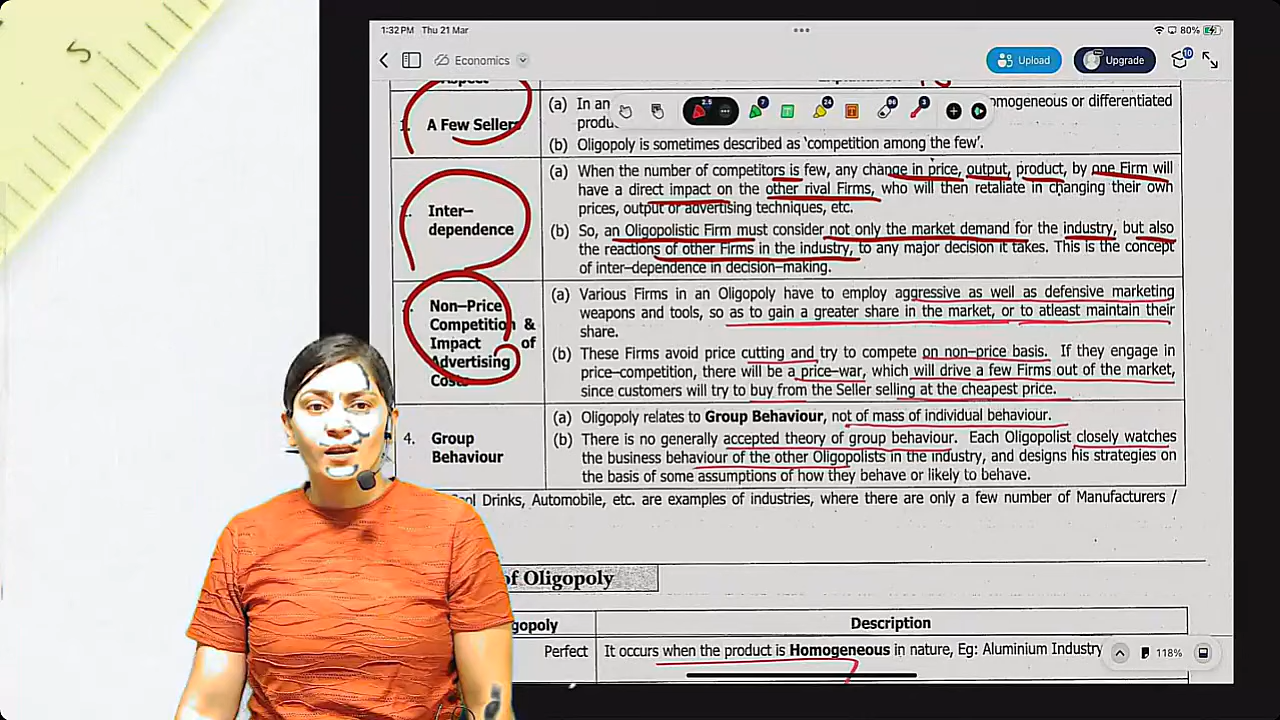 5
1:32 PM Thu 21 Mar
80%
Economics
Upload
Upgrade
10
2.5 7 24 96 3
Aspect
A Few Sellers
(a) In an
mogeneous or differentiated
produ
(b) Oligopoly is sometimes described as ‘competition among the few’.
Inter–
dependence
(a) When the number of competitors is few, any change in price, output, product, by one Firm will
have a direct impact on the other rival Firms, who will then retaliate in changing their own
prices, output or advertising techniques, etc.
(b) So, an Oligopolistic Firm must consider not only the market demand for the industry, but also
the reactions of other Firms in the industry, to any major decision it takes. This is the concept
of inter–dependence in decision–making.
Non–Price
Competition &
Impact of
Advertising
Costs
(a) Various Firms in an Oligopoly have to employ aggressive as well as defensive marketing
weapons and tools, so as to gain a greater share in the market, or to atleast maintain their
share.
(b) These Firms avoid price cutting and try to compete on non–price basis. If they engage in
price–competition, there will be a price–war, which will drive a few Firms out of the market,
since customers will try to buy from the Seller selling at the cheapest price.
4. Group
Behaviour
(a) Oligopoly relates to Group Behaviour, not of mass of individual behaviour.
(b) There is no generally accepted theory of group behaviour. Each Oligopolist closely watches
the business behaviour of the other Oligopolists in the industry, and designs his strategies on
the basis of some assumptions of how they behave or likely to behave.
Drinks, Automobile, etc. are examples of industries, where there are only a few number of Manufacturers /
of Oligopoly
gopoly
Description
Perfect
It occurs when the product is Homogeneous in nature, Eg: Aluminium Industry
118%